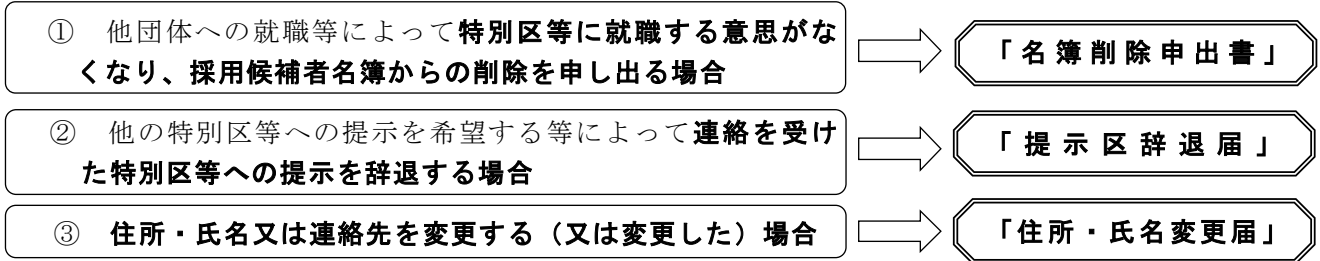 ① 他団体への就職等によって特別区等に就職する意思がな
くなり、採用候補者名簿からの削除を申し出る場合
「名簿削除申出書」
② 他の特別区等への提示を希望する等によって連絡を受け
た特別区等への提示を辞退する場合
「提示区辞退届」
③ 住所・氏名又は連絡先を変更する（又は変更した）場合
「住所・氏名変更届」